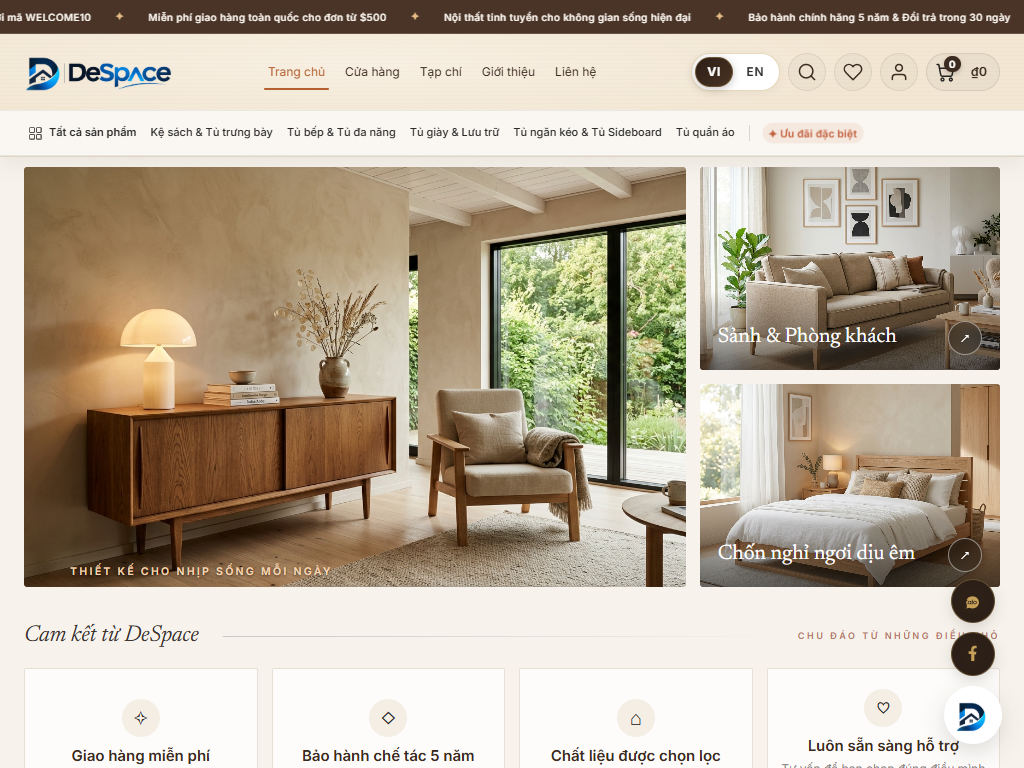 mã WELCOME10 ✦ Miễn phí giao hàng toàn quốc cho đơn từ $500 ✦ Nội thất tinh tuyển cho không gian sống hiện đại ✦ Bảo hành chính hãng 5 năm & Đổi trả trong 30 ngày
DeSpace
Trang chủ Cửa hàng Tạp chí Giới thiệu Liên hệ
VI EN
0
₫0
Tất cả sản phẩm Kệ sách & Tủ trưng bày Tủ bếp & Tủ đa năng Tủ giày & Lưu trữ Tủ ngăn kéo & Tủ Sideboard Tủ quần áo ✦ Ưu đãi đặc biệt
Sảnh & Phòng khách
↗
Chốn nghỉ ngơi dịu êm
↗
THIẾT KẾ CHO NHỊP SỐNG MỖI NGÀY
Zalo
Cam kết từ DeSpace
CHU ĐÁO TỪ NHỮNG
Giao hàng miễn phí
Bảo hành chế tác 5 năm
Chất liệu được chọn lọc
Luôn sẵn sàng hỗ trợ